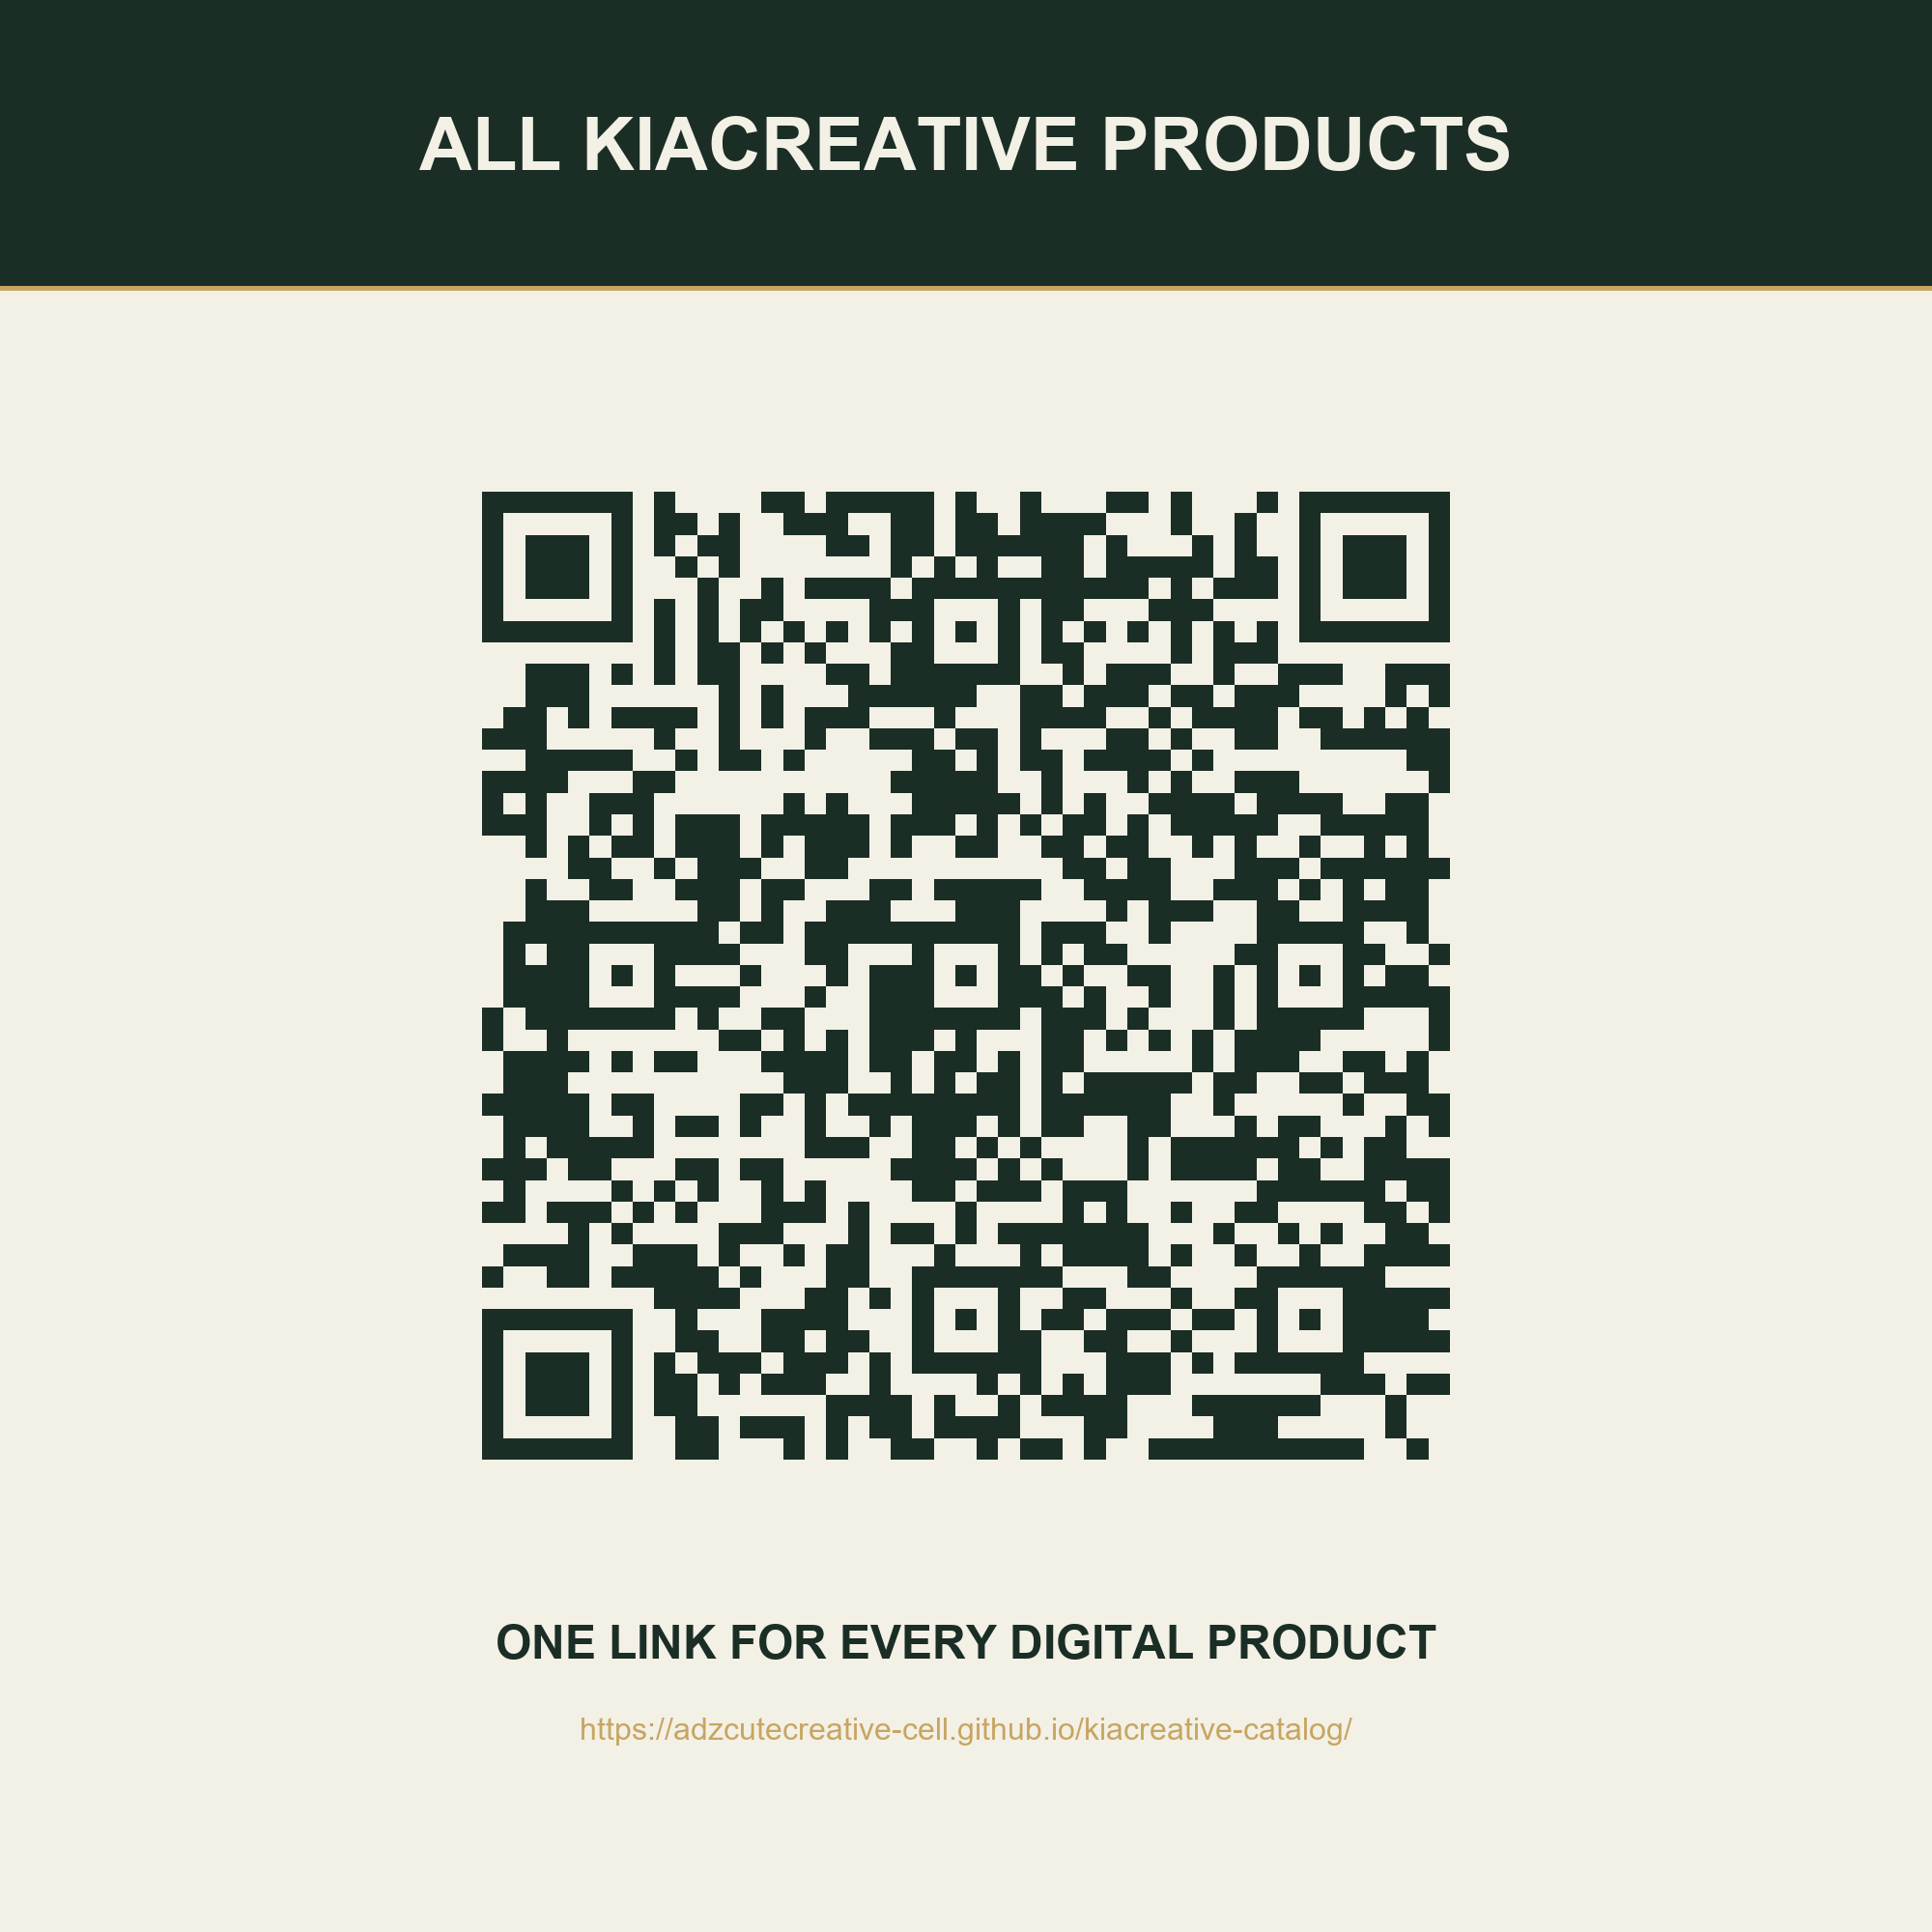 ALL KIACREATIVE PRODUCTS
ONE LINK FOR EVERY DIGITAL PRODUCT
https://adzcutecreative-cell.github.io/kiacreative-catalog/